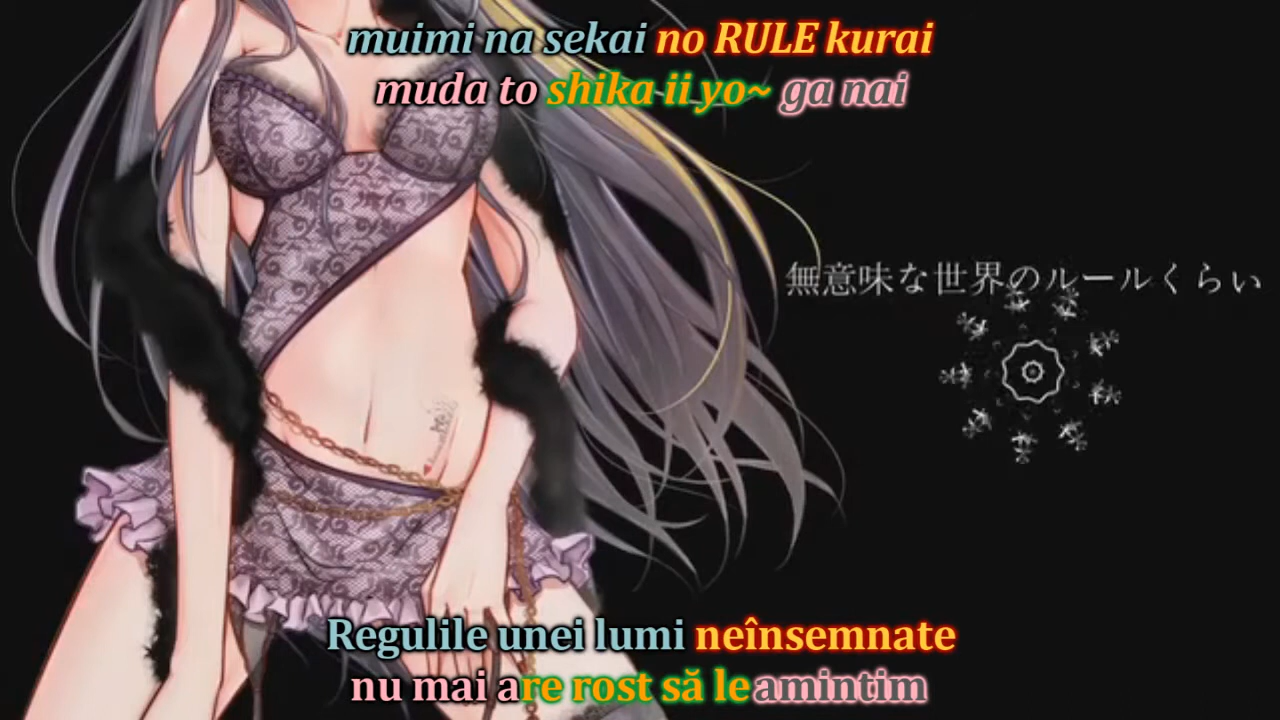 muimi na sekai no RULE kurai
muda to shika ii yo~ ga nai
無意味な世界のルールくらい
Regulile unei lumi neînsemnate
nu mai are rost să le amintim